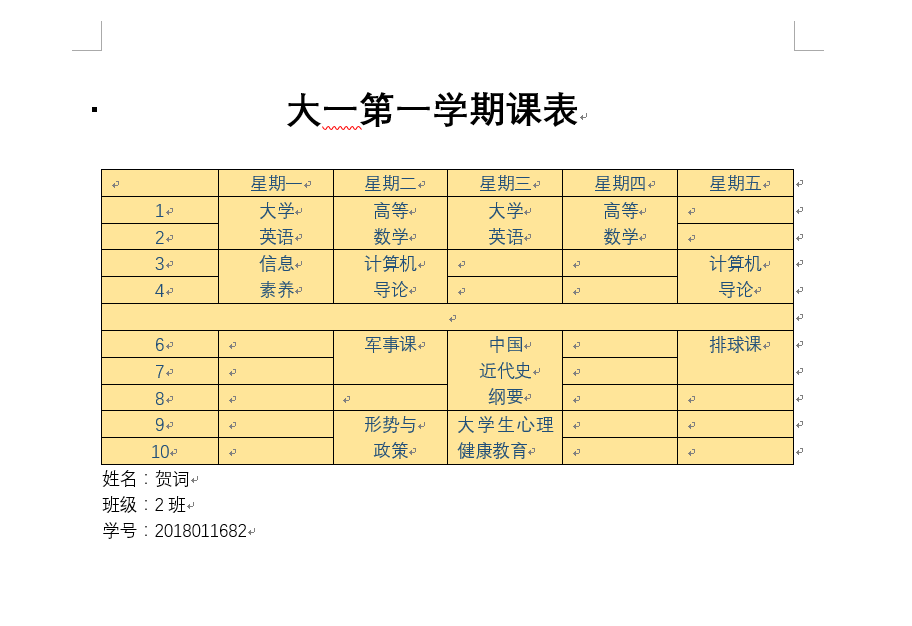 大一第一学期课表
星期一 星期二 星期三 星期四 星期五
1 大学 高等 大学 高等
2 英语 数学 英语 数学
3 信息 计算机 计算机
4 素养 导论 导论
6 军事课 中国 排球课
7 近代史
8 纲要
9 形势与 大学生心理
10 政策 健康教育
姓名：贺词
班级：2 班
学号：2018011682